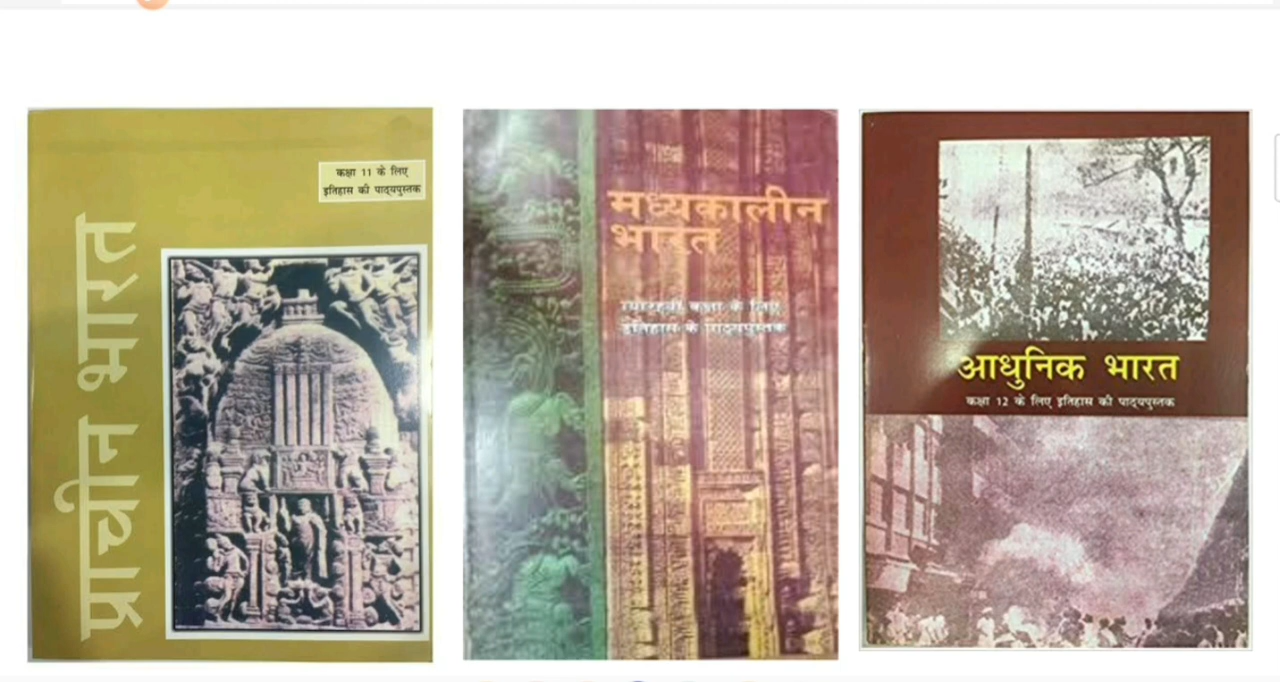 प्राचीन भारत
कक्षा 11 के लिए
इतिहास की पाठ्यपुस्तक
मध्यकालीन
भारत
ग्यारहवीं कक्षा के लिए
इतिहास के पाठ्यपुस्तक
आधुनिक भारत
कक्षा 12 के लिए इतिहास की पाठ्यपुस्तक